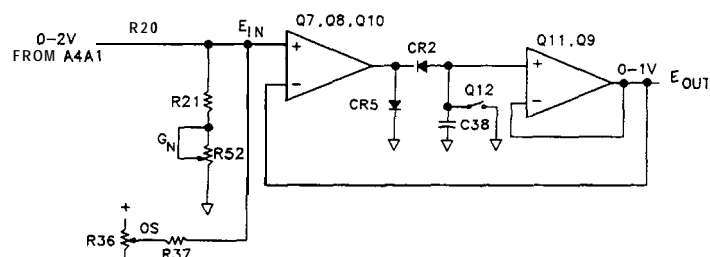 0-2V
FROM A4A1
R20
E IN
Q7,Q8,Q10
CR2
Q11,Q9
0-1V
E OUT
+
−
+
−
R21
CR5
Q12
C38
G N
R52
+
R36
OS
R37